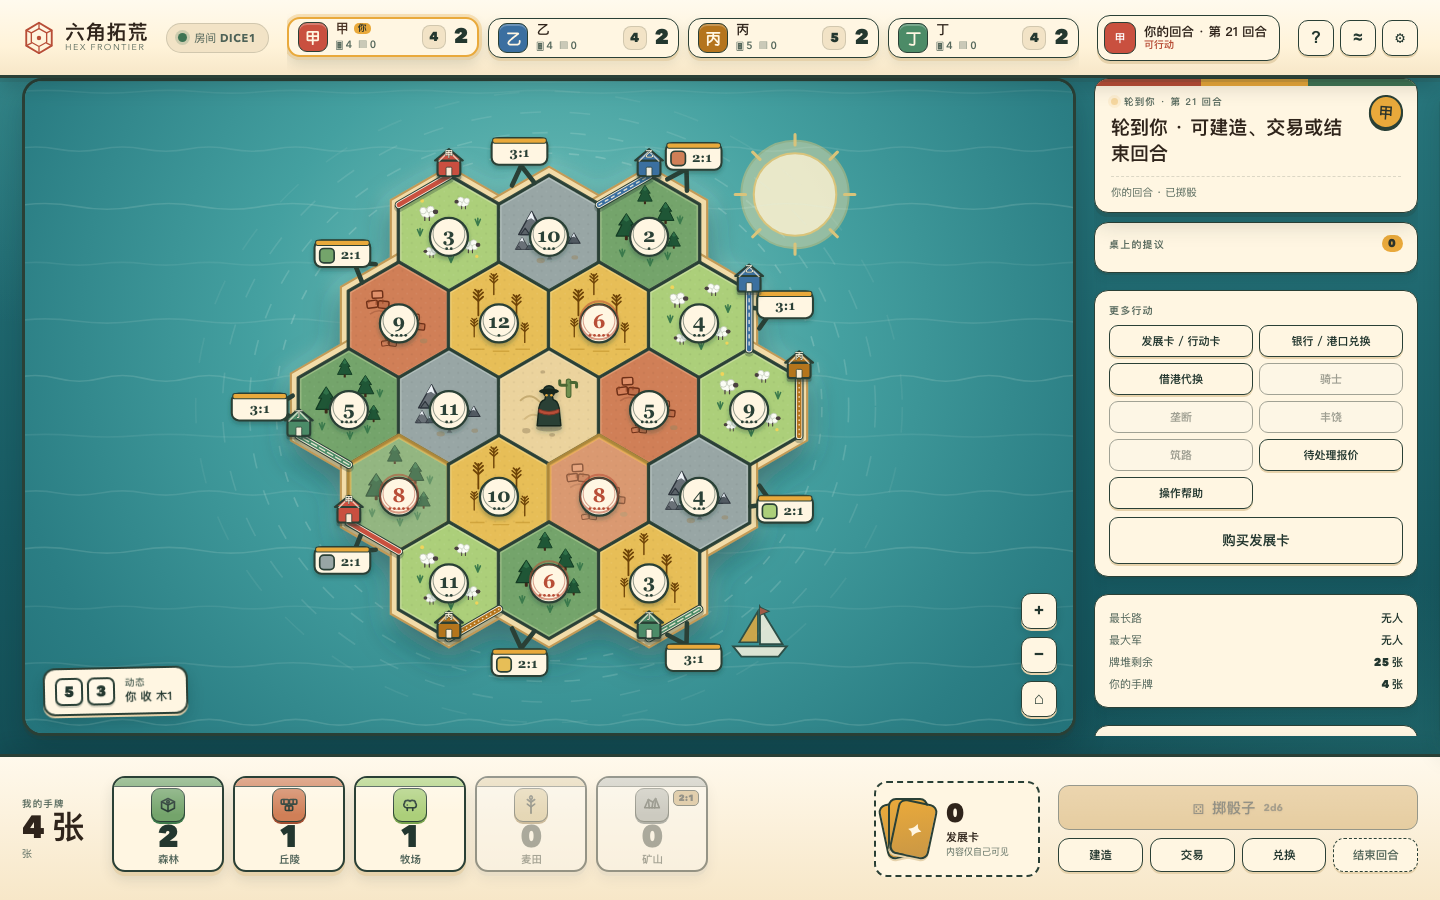 六角拓荒
HEX FRONTIER
房间 DICE1
甲
甲 你
4 0
4 2
乙
乙
4 0
4 2
丙
丙
5 0
5 2
丁
丁
4 0
4 2
甲
你的回合 · 第 21 回合
可行动
?
≈
⚙
3:1
2:1
甲
乙
3
10
2
2:1
乙
9
12
6
4
3:1
丙
3:1
5
11
5
9
8
10
8
4
甲
2:1
2:1
11
6
3
丙
2:1
3:1
+
−
⌂
5 3
动态
你 收 木1
轮到你 · 第 21 回合
甲
轮到你 · 可建造、交易或结
束回合
你的回合 · 已掷骰
桌上的提议
0
更多行动
发展卡 / 行动卡
银行 / 港口兑换
借港代换
骑士
垄断
丰饶
筑路
待处理报价
操作帮助
购买发展卡
最长路 无人
最大军 无人
牌堆剩余 25 张
你的手牌 4 张
我的手牌
4 张
张
2
森林
1
丘陵
1
牧场
0
麦田
2:1
0
矿山
0
发展卡
内容仅自己可见
⚄ 掷骰子 2d6
建造
交易
兑换
结束回合